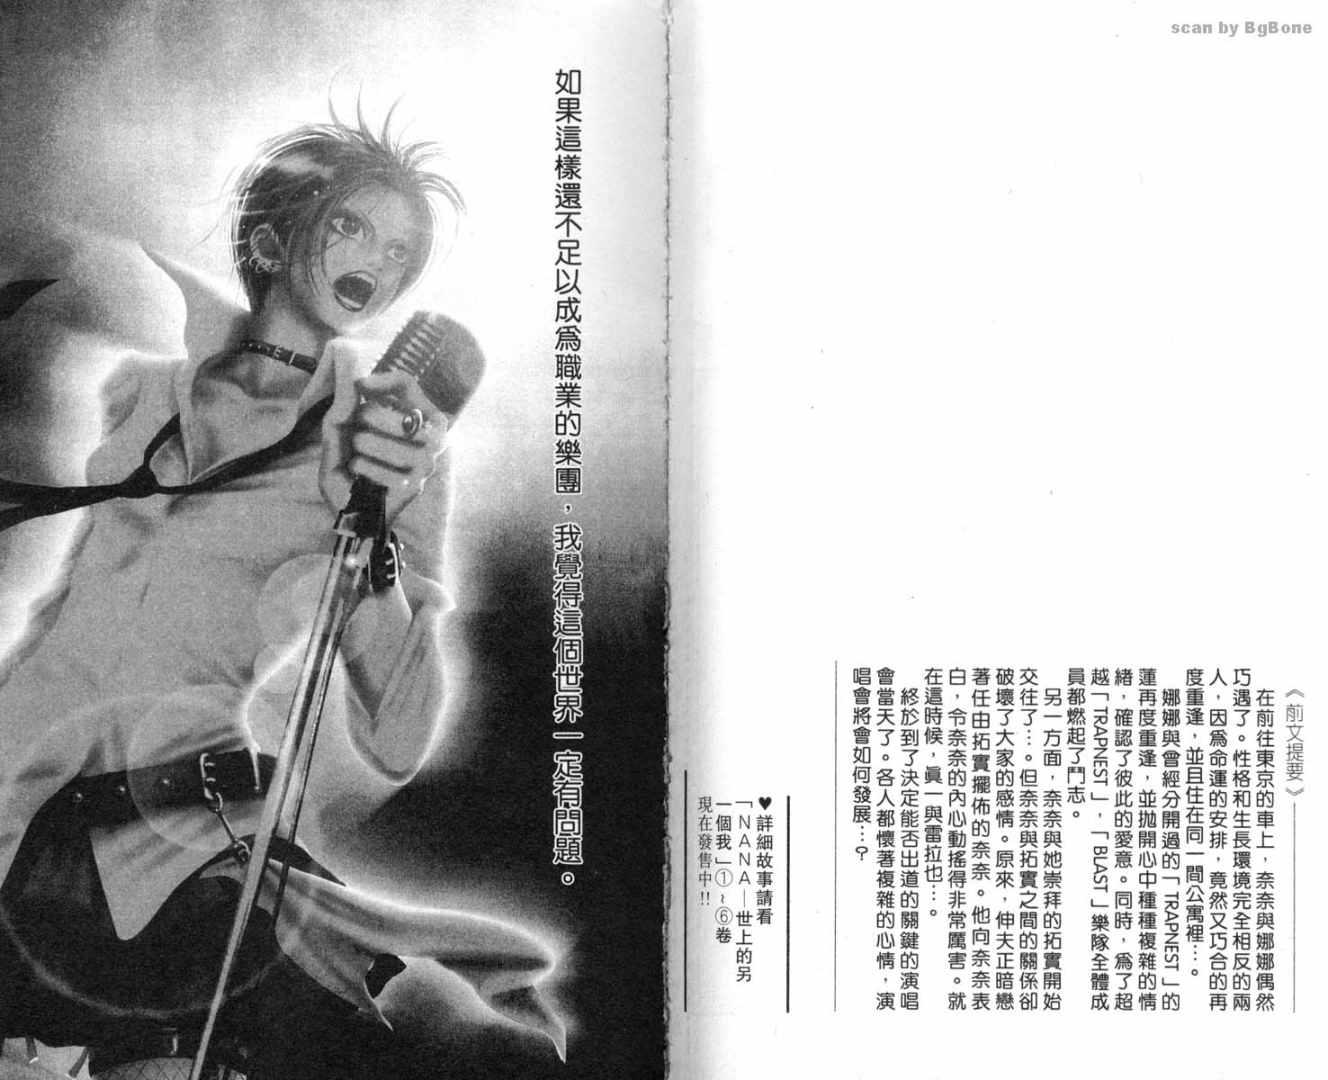 scan by BgBone
《前文提要》
在前往東京的車上，奈奈與娜娜偶然
巧遇了。性格和生長環境完全相反的兩
人，因為命運的安排，竟然又巧合的再
度重逢，並且住在同一間公寓裡…。
娜娜與曾經分開過的「TRAPNEST」的
蓮再度重逢，並拋開心中種種複雜的情
緒，確認了彼此的愛意。同時，為了超
越「TRAPNEST」，「BLAST」樂隊全體成
員都燃起了鬥志。
另一方面，奈奈與她崇拜的拓實開始
交往了…。但奈奈與拓實之間的關係卻
破壞了大家的感情。原來，伸夫正暗戀
著任由拓實擺佈的奈奈。他向奈奈表
白，令奈奈的內心動搖得非常厲害。就
在這時候，真一與雷拉也…。
終於到了決定能否出道的關鍵的演唱
會當天了。各人都懷著複雜的心情，演
唱會將會如何發展…？
♥詳細故事請看
「NANA—世上的另
一個我」①~⑥卷
現在發售中!!
如果這樣還不足以成為職業的樂團，我覺得這個世界一定有問題。